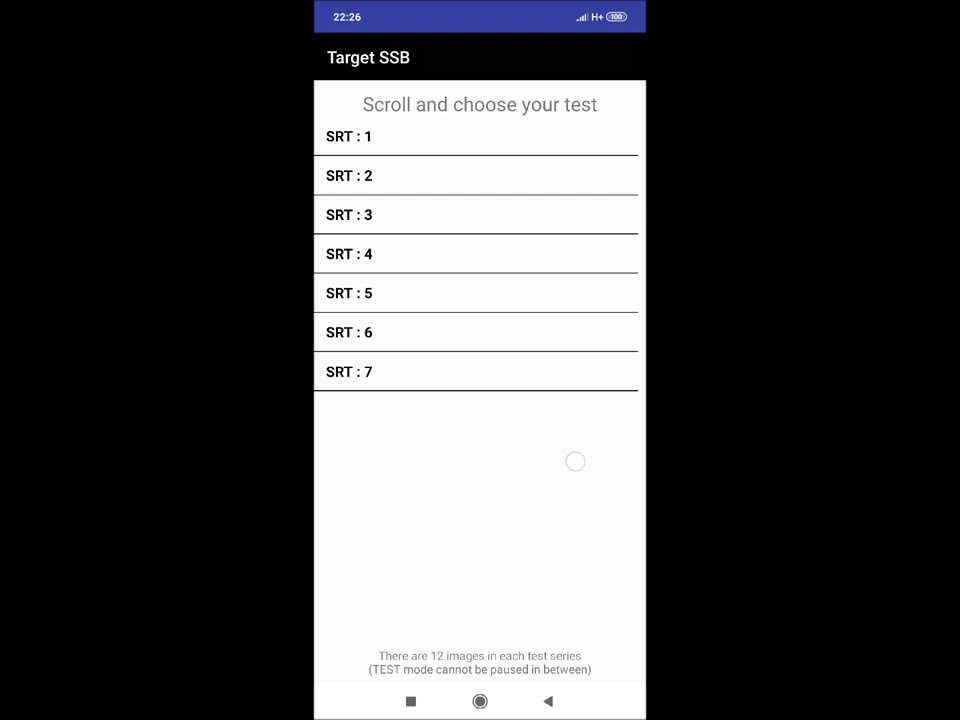 22:26
H+ 100
Target SSB
Scroll and choose your test
SRT : 1
SRT : 2
SRT : 3
SRT : 4
SRT : 5
SRT : 6
SRT : 7
There are 12 images in each test series
(TEST mode cannot be paused in between)